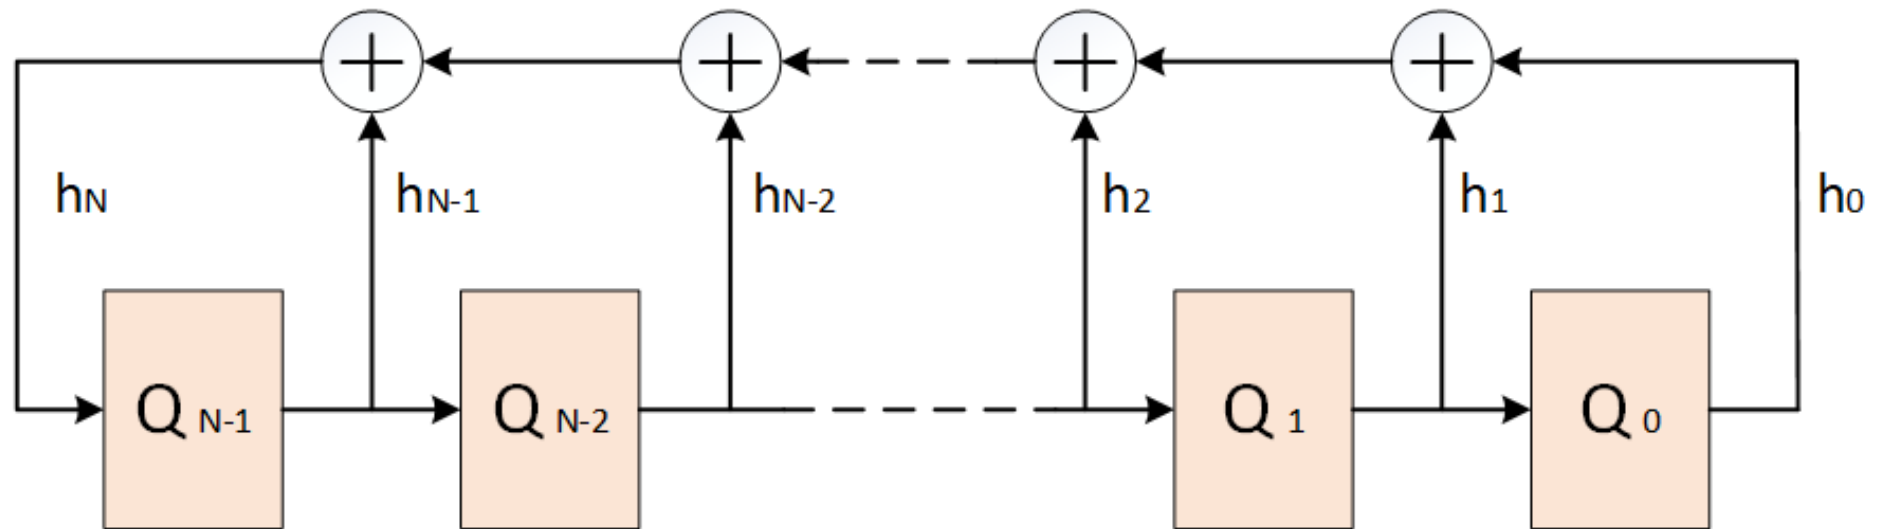 + + + +
hN hN-1 hN-2 h2 h1 h0
Q N-1 Q N-2 Q 1 Q 0